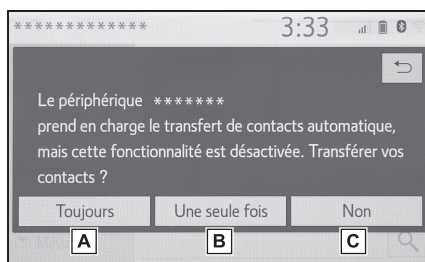 *************
3:33
Le périphérique *******
prend en charge le transfert de contacts automatique,
mais cette fonctionnalité est désactivée. Transférer vos
contacts ?
Toujours
Une seule fois
Non
A
B
C